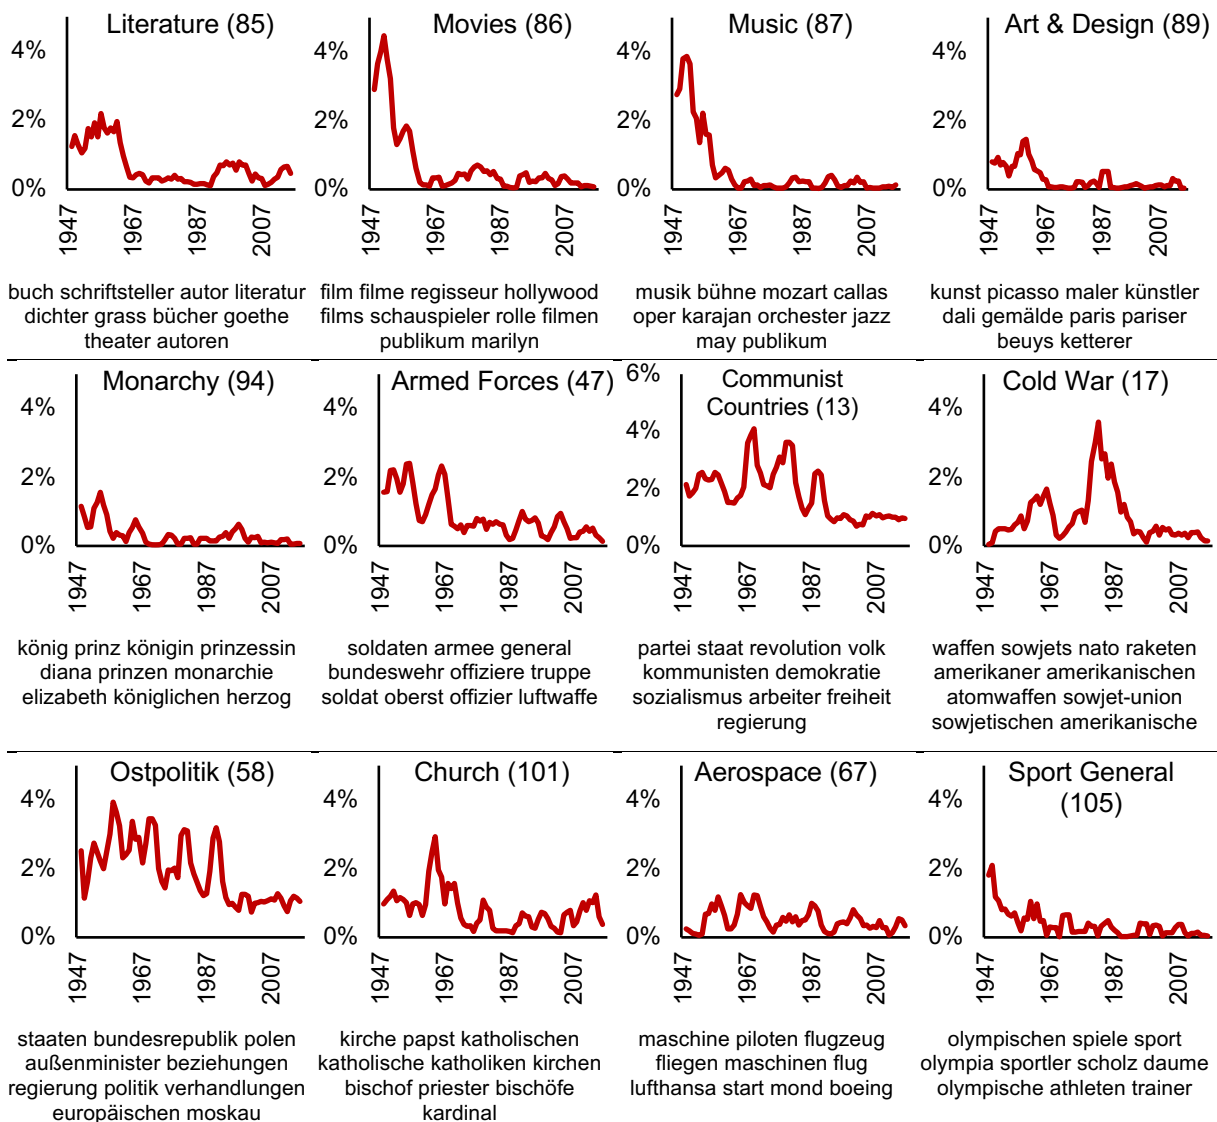 Literature (85)
4%
2%
0%
1947
1967
1987
2007
buch schriftsteller autor literatur
dichter grass bücher goethe
theater autoren
Movies (86)
4%
2%
0%
1947
1967
1987
2007
film filme regisseur hollywood
films schauspieler rolle filmen
publikum marilyn
Music (87)
4%
2%
0%
1947
1967
1987
2007
musik bühne mozart callas
oper karajan orchester jazz
may publikum
Art & Design (89)
4%
2%
0%
1947
1967
1987
2007
kunst picasso maler künstler
dali gemälde paris pariser
beuys ketterer
Monarchy (94)
4%
2%
0%
1947
1967
1987
2007
könig prinz königin prinzessin
diana prinzen monarchie
elizabeth königlichen herzog
Armed Forces (47)
4%
2%
0%
1947
1967
1987
2007
soldaten armee general
bundeswehr offiziere truppe
soldat oberst offizier luftwaffe
Communist
Countries (13)
6%
4%
2%
0%
1947
1967
1987
2007
partei staat revolution volk
kommunisten demokratie
sozialismus arbeiter freiheit
regierung
Cold War (17)
4%
2%
0%
1947
1967
1987
2007
waffen sowjets nato raketen
amerikaner amerikanischen
atomwaffen sowjet-union
sowjetischen amerikanische
Ostpolitik (58)
4%
2%
0%
1947
1967
1987
2007
staaten bundesrepublik polen
außenminister beziehungen
regierung politik verhandlungen
europäischen moskau
Church (101)
4%
2%
0%
1947
1967
1987
2007
kirche papst katholischen
katholische katholiken kirchen
bischof priester bischöfe
kardinal
Aerospace (67)
4%
2%
0%
1947
1967
1987
2007
maschine piloten flugzeug
fliegen maschinen flug
lufthansa start mond boeing
Sport General
(105)
4%
2%
0%
1947
1967
1987
2007
olympischen spiele sport
olympia sportler scholz daume
olympische athleten trainer